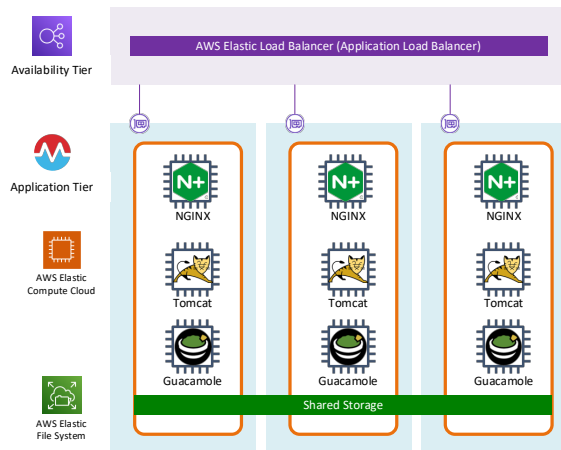 AWS Elastic Load Balancer (Application Load Balancer)
Availability Tier
Application Tier
N+
NGINX
N+
NGINX
N+
NGINX
AWS Elastic
Compute Cloud
Tomcat
Tomcat
Tomcat
Guacamole
Guacamole
Guacamole
Shared Storage
AWS Elastic
File System